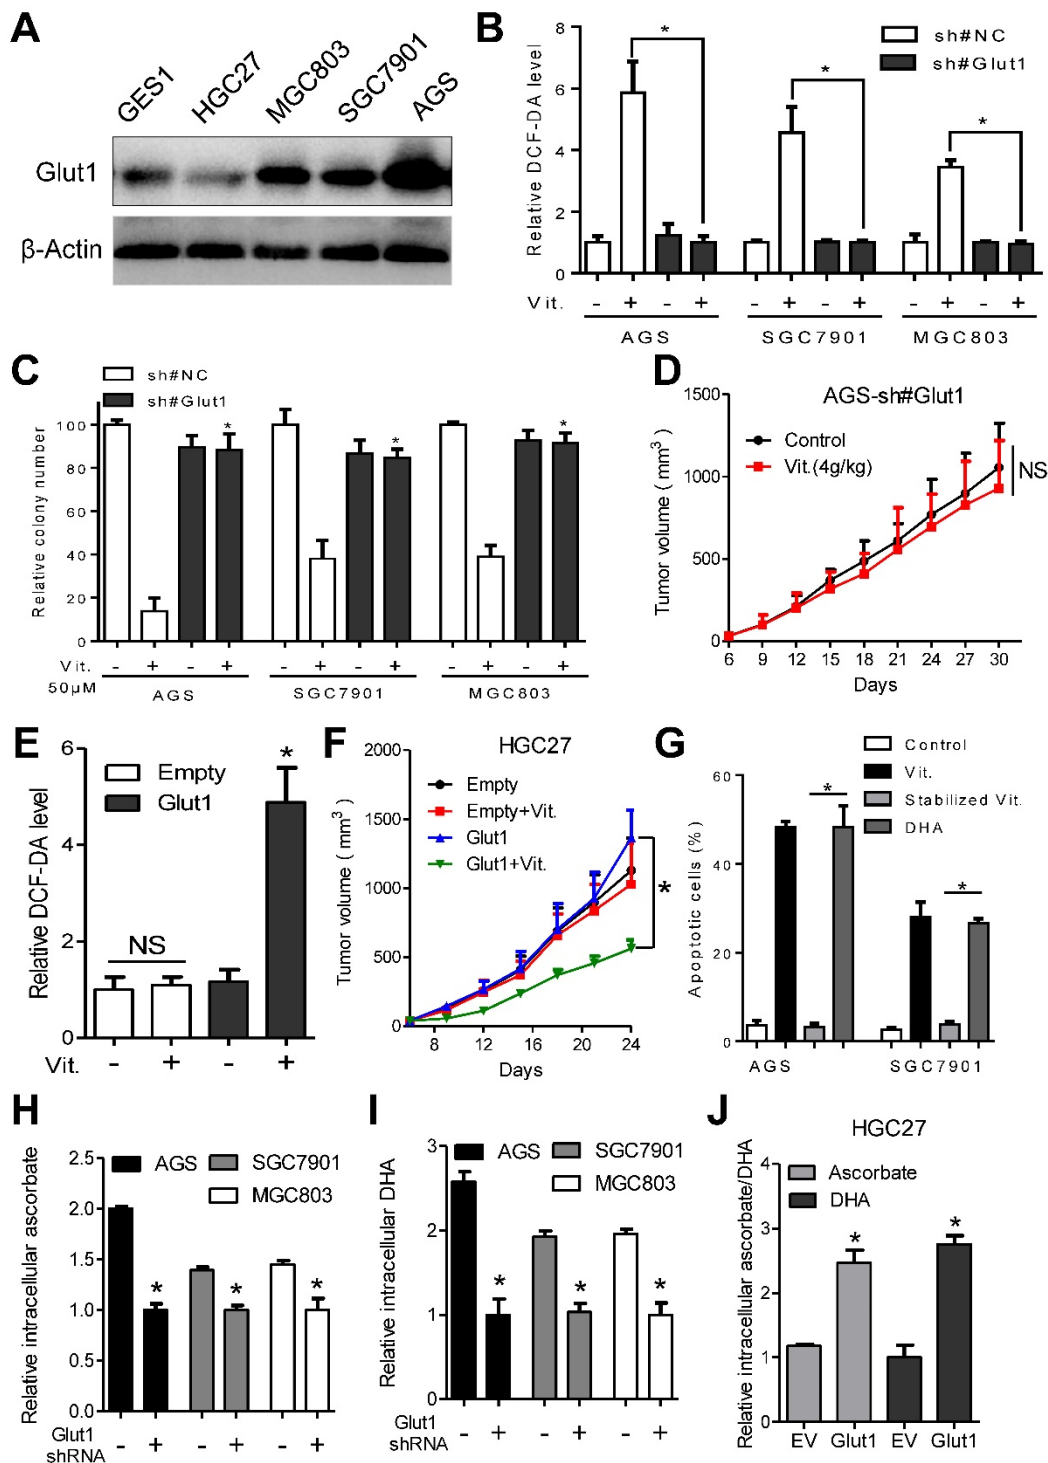 A
GES1
HGC27
MGC803
SGC7901
AGS
Glut1
β-Actin
B
Relative DCF-DA level
8
6
4
2
0
sh#NC
sh#Glut1
* * *
Vit. - + - + - + - + - + - +
AGS SGC7901 MGC803
C
sh#NC
sh#Glut1
Relative colony number
100
80
60
40
20
0
* * *
Vit. - + - + - + - + - + - +
50μM
AGS SGC7901 MGC803
D
AGS-sh#Glut1
Tumor volume ( mm³ )
1500
1000
500
0
Control
Vit.(4g/kg)
NS
6 9 12 15 18 21 24 27 30
Days
E
Relative DCF-DA level
6
4
2
0
Empty
Glut1
NS
*
Vit. - + - +
F
HGC27
Tumor volume ( mm³ )
2000
1500
1000
500
0
Empty
Empty+Vit.
Glut1
Glut1+Vit.
*
8 12 16 20 24
Days
G
Control
Vit.
Stabilized Vit.
DHA
Apoptotic cells (%)
60
40
20
0
* *
AGS SGC7901
H
Relative intracellular ascorbate
2.5
2.0
1.5
1.0
0.5
0.0
AGS
SGC7901
MGC803
* * *
Glut1
shRNA - + - + - +
I
Relative intracellular DHA
3
2
1
0
AGS
SGC7901
MGC803
* * *
Glut1
shRNA - + - + - +
J
HGC27
Relative intracellular ascorbate/DHA
4
3
2
1
0
Ascorbate
DHA
* *
EV Glut1 EV Glut1